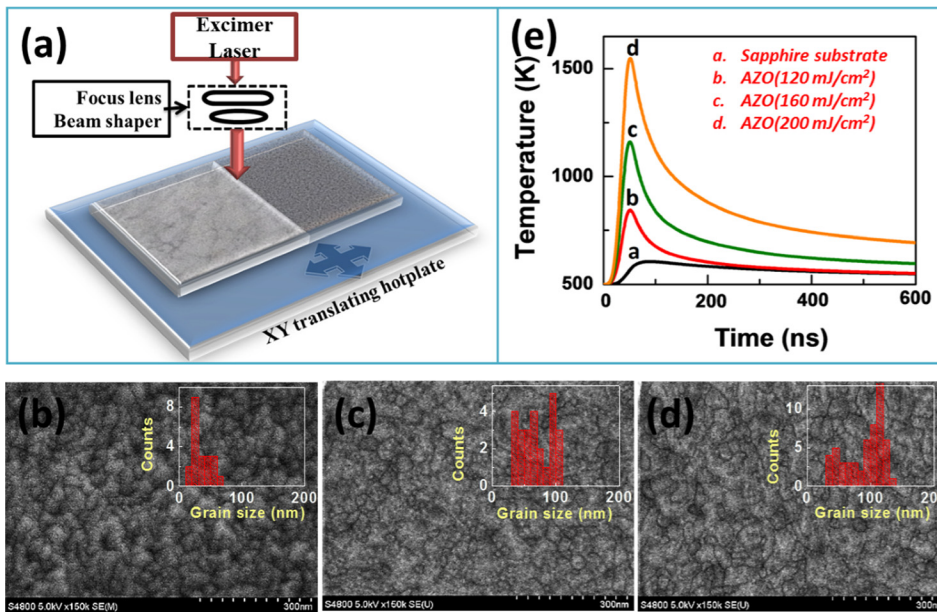 (a)
Excimer
Laser
Focus lens
Beam shaper
XY translating hotplate
(e)
Temperature (K)
1500
1000
500
d
c
b
a
a. Sapphire substrate
b. AZO(120 mJ/cm²)
c. AZO(160 mJ/cm²)
d. AZO(200 mJ/cm²)
0
200
400
600
Time (ns)
(b)
Counts
8
4
0
0
100
200
Grain size (nm)
S4800 5.0kV x150k SE(M)
300nm
(c)
Counts
4
2
0
0
100
200
Grain size (nm)
S4800 5.0kV x150k SE(U)
300nm
(d)
Counts
10
5
0
0
100
20
Grain size (nm)
S4800 5.0kV x150k SE(U)
300nm